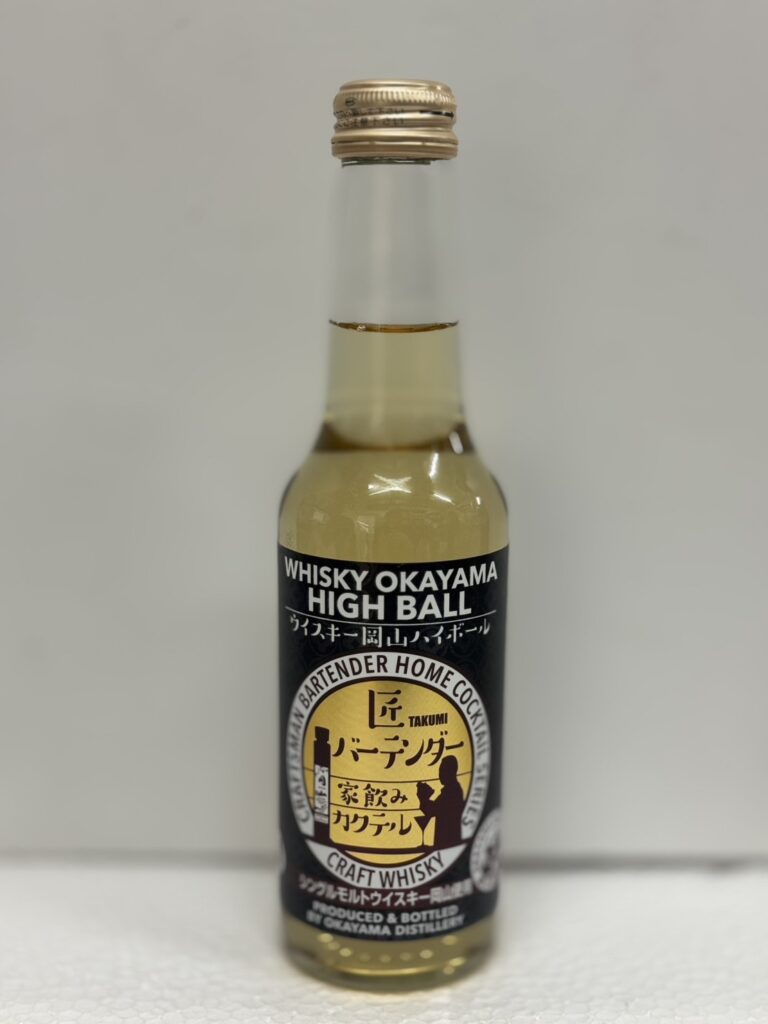 WHISKY OKAYAMA
HIGH BALL
ウイスキー岡山ハイボール
CRAFTSMAN BARTENDER HOME COCKTAIL SERIES
匠 TAKUMI
バーテンダー
家飲み
カクテル
CRAFT WHISKY
シングルモルトウイスキー岡山使用
PRODUCED & BOTTLED
BY OKAYAMA DISTILLERY